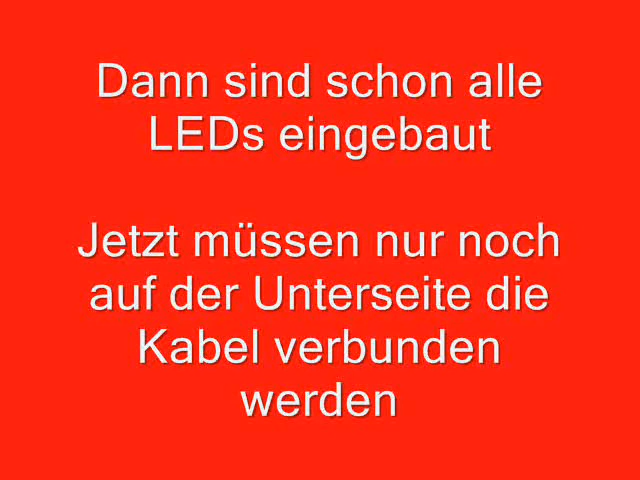 Dann sind schon alle
LEDs eingebaut
Jetzt müssen nur noch
auf der Unterseite die
Kabel verbunden
werden